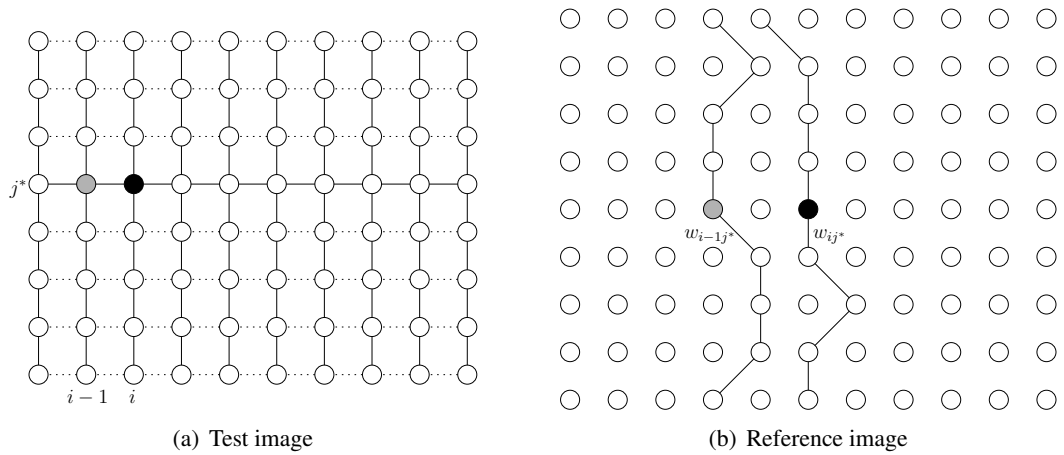 j*
i − 1
i
(a) Test image
w_{i−1j*}
w_{ij*}
(b) Reference image